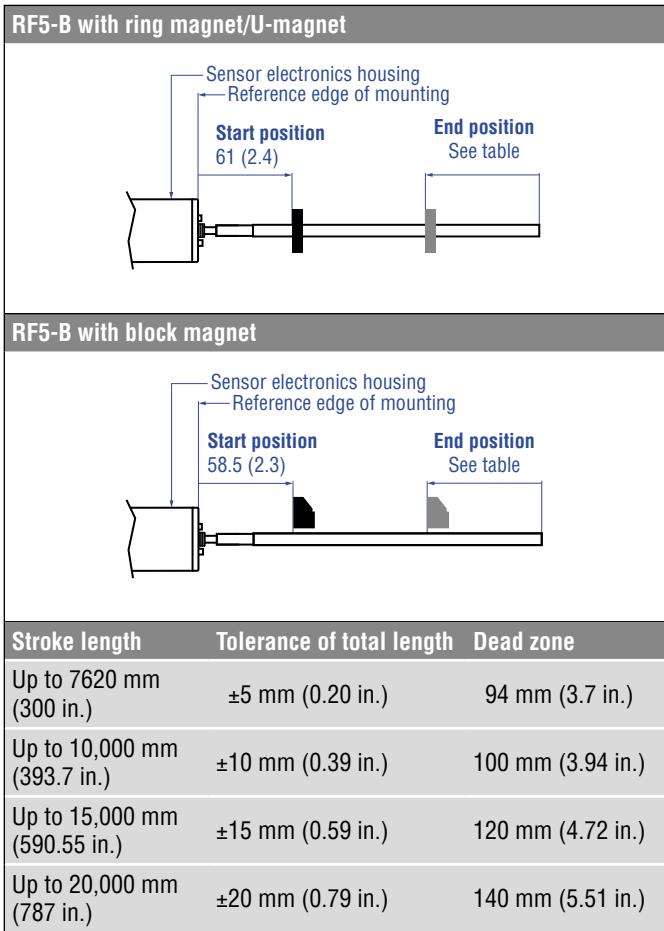 RF5-B with ring magnet/U-magnet
Sensor electronics housing
Reference edge of mounting
Start position
61 (2.4)
End position
See table
RF5-B with block magnet
Sensor electronics housing
Reference edge of mounting
Start position
58.5 (2.3)
End position
See table
Stroke length Tolerance of total length Dead zone
Up to 7620 mm
(300 in.)
±5 mm (0.20 in.)
94 mm (3.7 in.)
Up to 10,000 mm
(393.7 in.)
±10 mm (0.39 in.)
100 mm (3.94 in.)
Up to 15,000 mm
(590.55 in.)
±15 mm (0.59 in.)
120 mm (4.72 in.)
Up to 20,000 mm
(787 in.)
±20 mm (0.79 in.)
140 mm (5.51 in.)